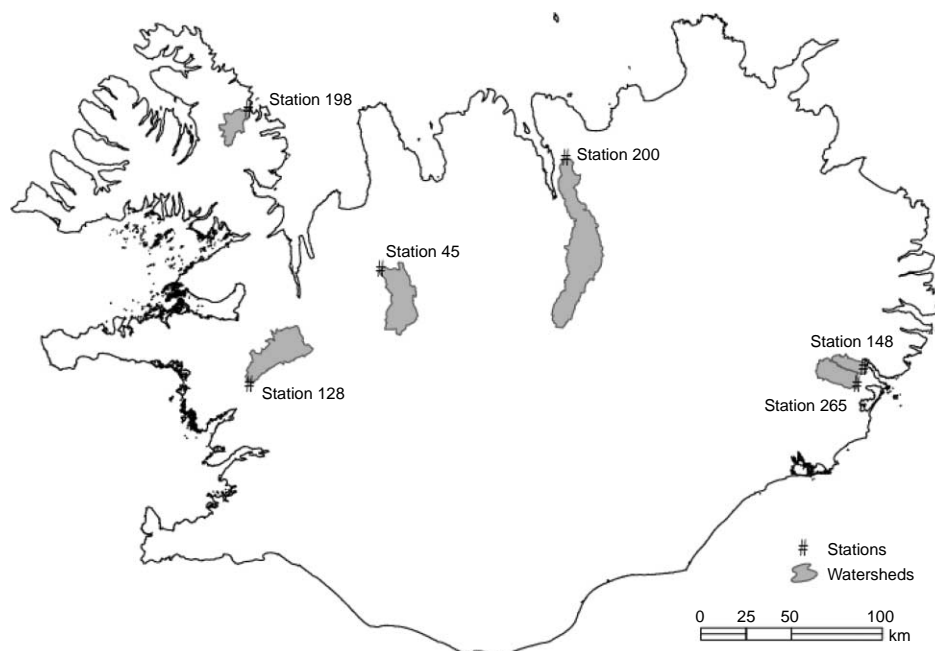 Station 198
Station 200
Station 45
Station 148
Station 128
Station 265
Stations
Watersheds
0 25 50 100
km